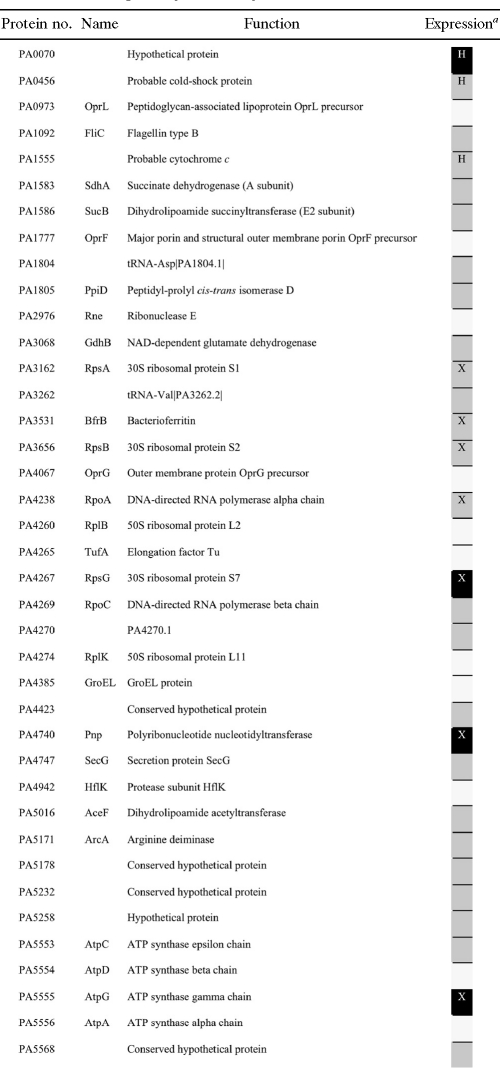 Protein no. Name Function Expressionᵃ
PA0070 Hypothetical protein H
PA0456 Probable cold-shock protein H
PA0973 OprL Peptidoglycan-associated lipoprotein OprL precursor
PA1092 FliC Flagellin type B
PA1555 Probable cytochrome c H
PA1583 SdhA Succinate dehydrogenase (A subunit)
PA1586 SucB Dihydrolipoamide succinyltransferase (E2 subunit)
PA1777 OprF Major porin and structural outer membrane porin OprF precursor
PA1804 tRNA-Asp|PA1804.1|
PA1805 PpiD Peptidyl-prolyl cis-trans isomerase D
PA2976 Rne Ribonuclease E
PA3068 GdhB NAD-dependent glutamate dehydrogenase
PA3162 RpsA 30S ribosomal protein S1 X
PA3262 tRNA-Val|PA3262.2|
PA3531 BfrB Bacterioferritin X
PA3656 RpsB 30S ribosomal protein S2 X
PA4067 OprG Outer membrane protein OprG precursor
PA4238 RpoA DNA-directed RNA polymerase alpha chain X
PA4260 RplB 50S ribosomal protein L2
PA4265 TufA Elongation factor Tu
PA4267 RpsG 30S ribosomal protein S7 X
PA4269 RpoC DNA-directed RNA polymerase beta chain
PA4270 PA4270.1
PA4274 RplK 50S ribosomal protein L11
PA4385 GroEL GroEL protein
PA4423 Conserved hypothetical protein
PA4740 Pnp Polyribonucleotide nucleotidyltransferase X
PA4747 SecG Secretion protein SecG
PA4942 HflK Protease subunit HflK
PA5016 AceF Dihydrolipoamide acetyltransferase
PA5171 ArcA Arginine deiminase
PA5178 Conserved hypothetical protein
PA5232 Conserved hypothetical protein
PA5258 Hypothetical protein
PA5553 AtpC ATP synthase epsilon chain
PA5554 AtpD ATP synthase beta chain
PA5555 AtpG ATP synthase gamma chain X
PA5556 AtpA ATP synthase alpha chain
PA5568 Conserved hypothetical protein